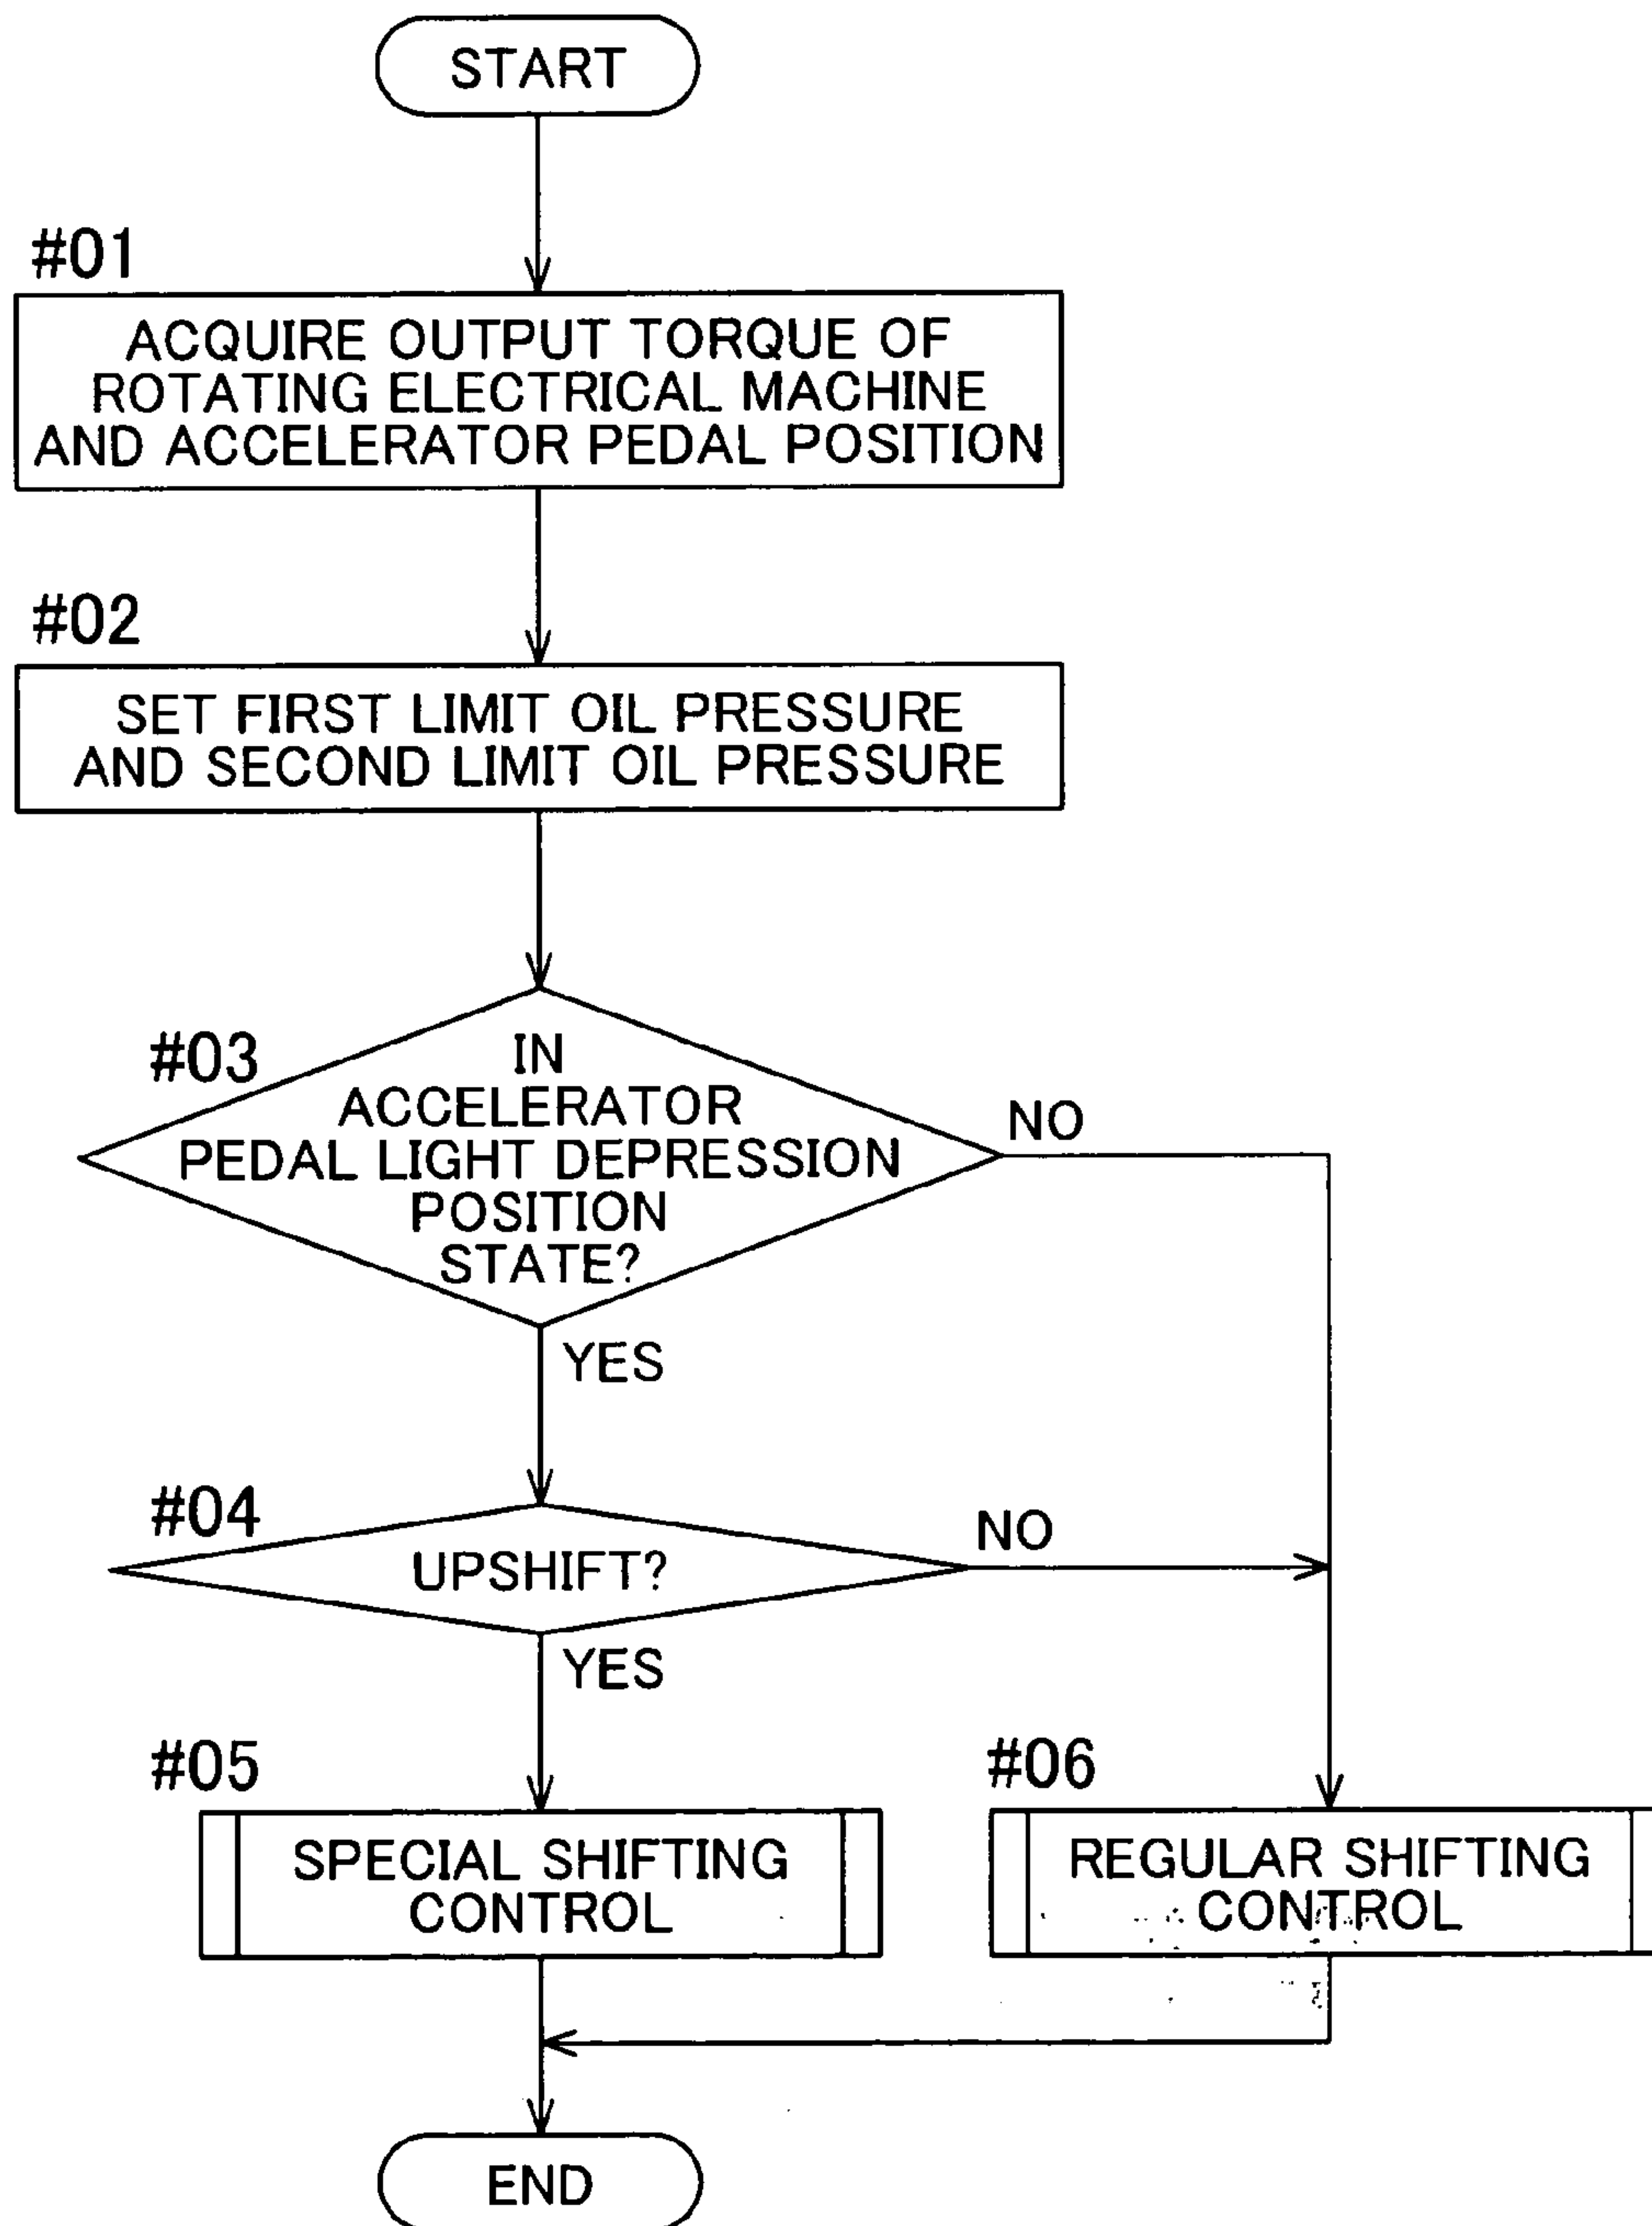 START
#01
ACQUIRE OUTPUT TORQUE OF
ROTATING ELECTRICAL MACHINE
AND ACCELERATOR PEDAL POSITION
#02
SET FIRST LIMIT OIL PRESSURE
AND SECOND LIMIT OIL PRESSURE
#03
IN
ACCELERATOR
PEDAL LIGHT DEPRESSION
POSITION
STATE?
NO
YES
#04
UPSHIFT?
NO
YES
#05
SPECIAL SHIFTING
CONTROL
#06
REGULAR SHIFTING
CONTROL
END